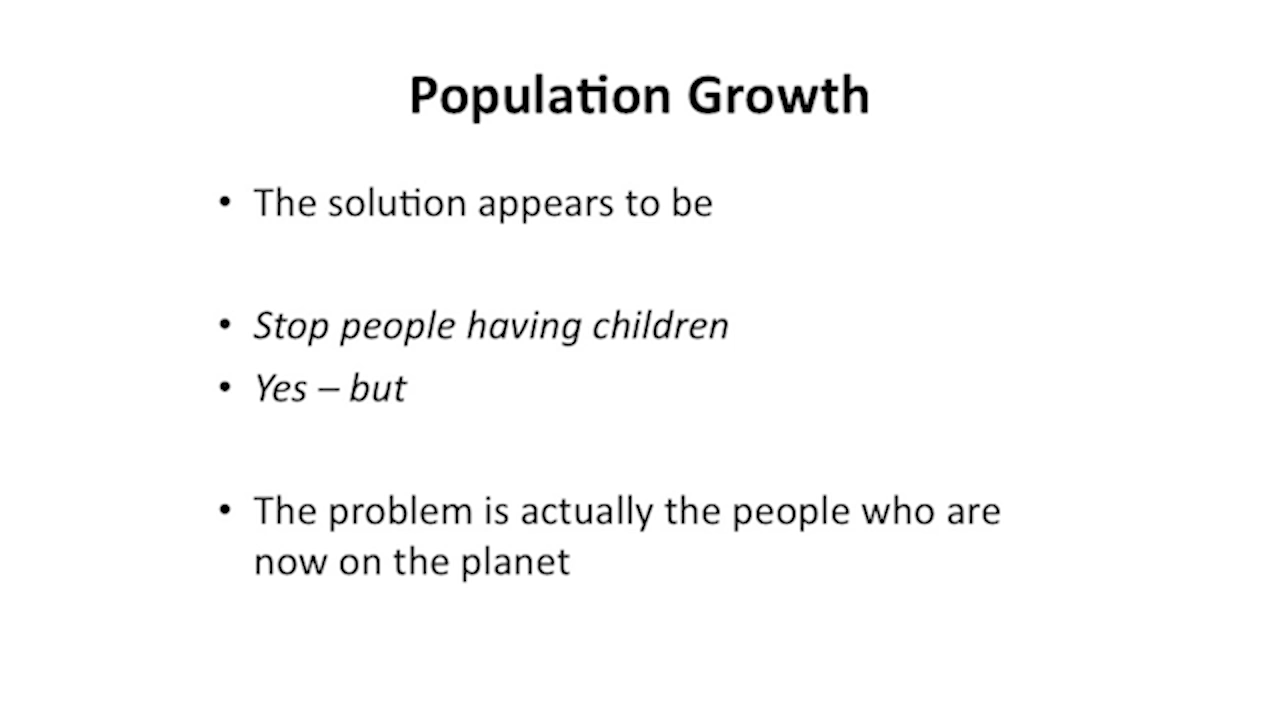 Population Growth
• The solution appears to be
• Stop people having children
• Yes – but
• The problem is actually the people who are
now on the planet